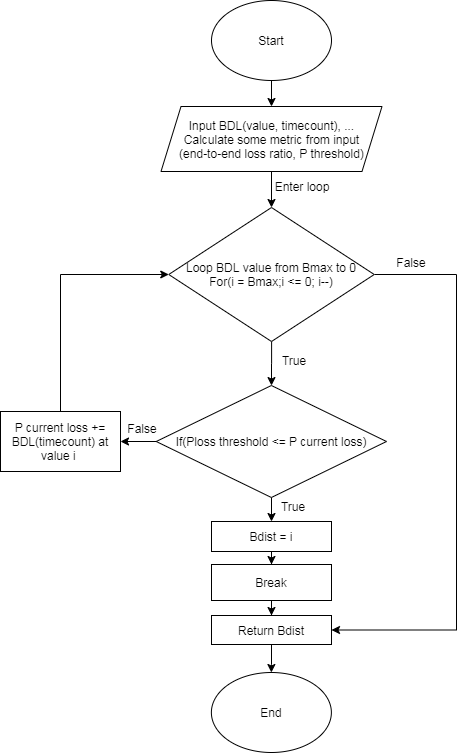 Start
Input BDL(value, timecount), ...
Calculate some metric from input
(end-to-end loss ratio, P threshold)
Enter loop
Loop BDL value from Bmax to 0
For(i = Bmax;i <= 0; i--)
False
True
If(Ploss threshold <= P current loss)
False
P current loss +=
BDL(timecount) at
value i
True
Bdist = i
Break
Return Bdist
End